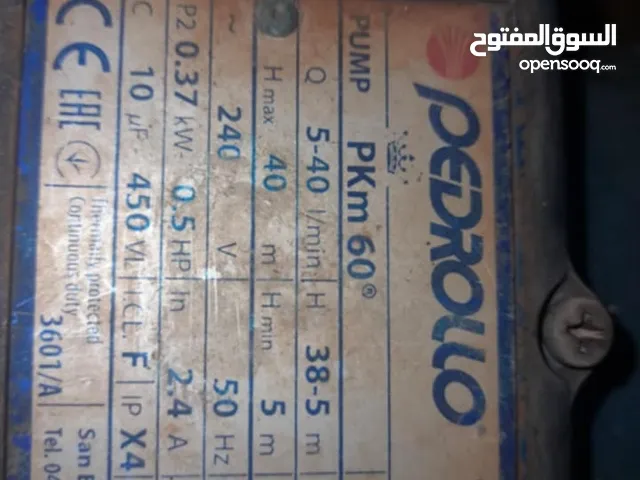 السوق المفتوح
opensooq.com
PEDROLLO®
PUMP PKm 60®
Q 5-40 l/min H 38-5 m
H max 40 m H min 5 m
~ 240 V 50 Hz
P2 0.37 kW- 0.5 HP In 2,4 A
C 10 µF- 450 VL I.CL. F IP X4
CE EAC Thermally protected
Continuous duty
3601/A
San
Tel. 04